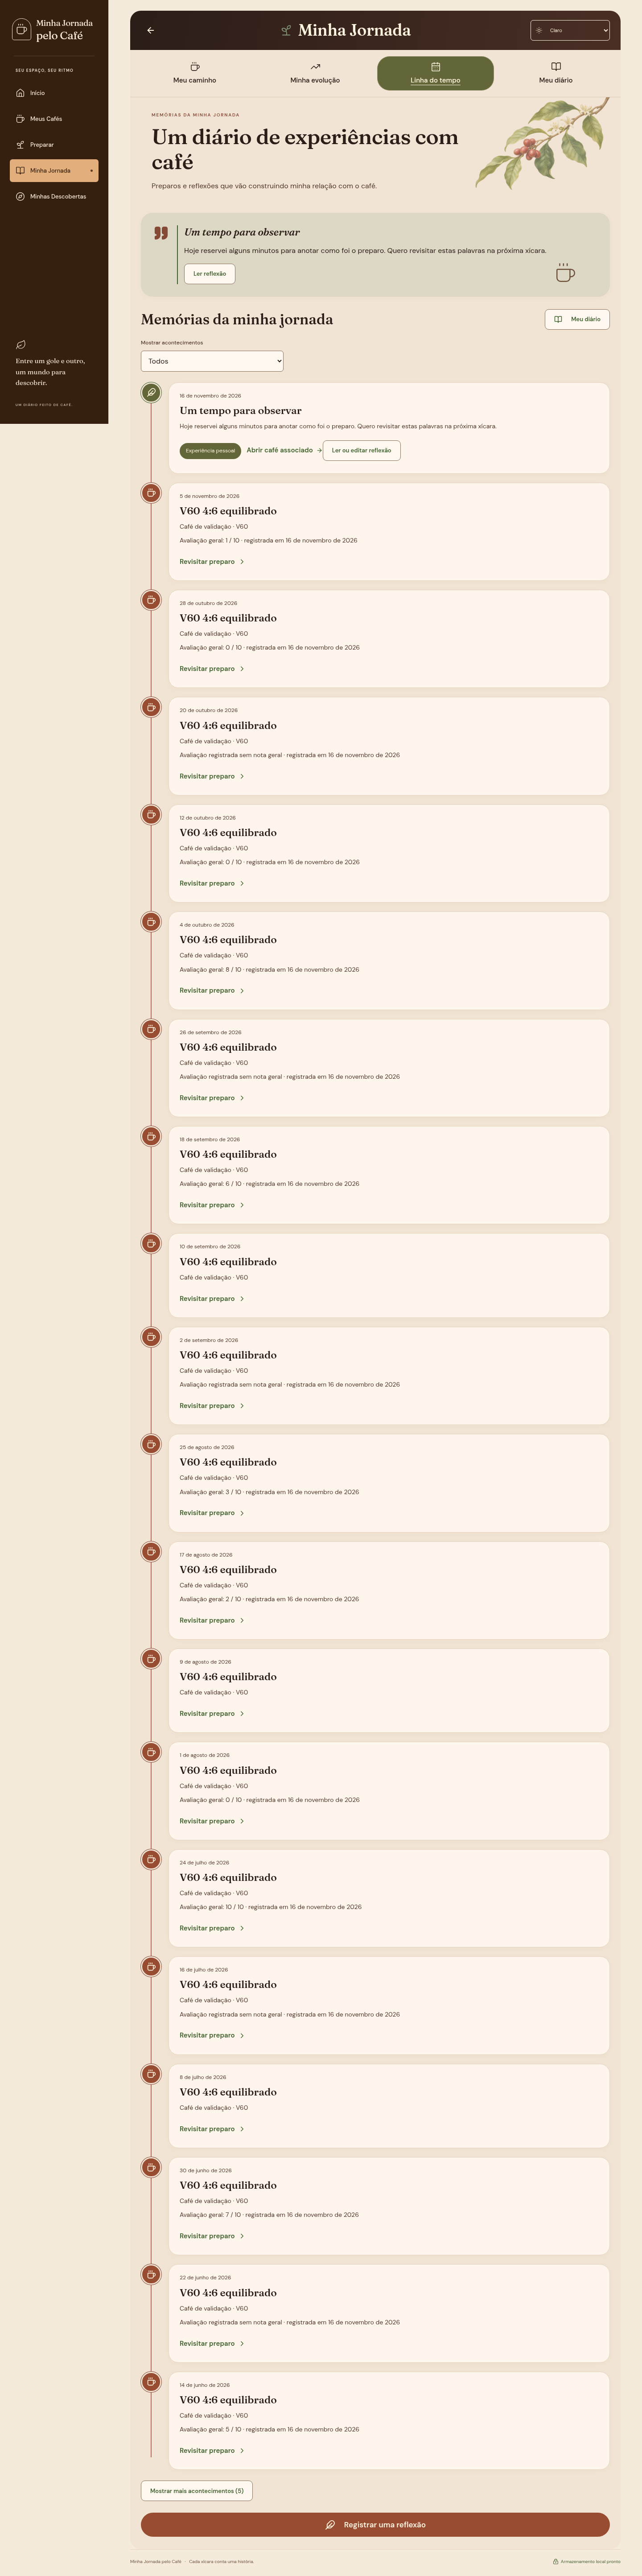 Minha Jornada
pelo Café
SEU ESPAÇO, SEU RITMO
Início
Meus Cafés
Preparar
Minha Jornada
Minhas Descobertas
Entre um gole e outro,
um mundo para
descobrir.
UM DIÁRIO FEITO DE CAFÉ.
Minha Jornada
Claro
Meu caminho
Minha evolução
Linha do tempo
Meu diário
MEMÓRIAS DA MINHA JORNADA
Um diário de experiências com
café
Preparos e reflexões que vão construindo minha relação com o café.
Um tempo para observar
Hoje reservei alguns minutos para anotar como foi o preparo. Quero revisitar estas palavras na próxima xícara.
Ler reflexão
Memórias da minha jornada
Meu diário
Mostrar acontecimentos
Todos
16 de novembro de 2026
Um tempo para observar
Hoje reservei alguns minutos para anotar como foi o preparo. Quero revisitar estas palavras na próxima xícara.
Experiência pessoal
Abrir café associado →
Ler ou editar reflexão
5 de novembro de 2026
V60 4:6 equilibrado
Café de validação · V60
Avaliação geral: 1 / 10 · registrada em 16 de novembro de 2026
Revisitar preparo
28 de outubro de 2026
V60 4:6 equilibrado
Café de validação · V60
Avaliação geral: 0 / 10 · registrada em 16 de novembro de 2026
Revisitar preparo
20 de outubro de 2026
V60 4:6 equilibrado
Café de validação · V60
Avaliação registrada sem nota geral · registrada em 16 de novembro de 2026
Revisitar preparo
12 de outubro de 2026
V60 4:6 equilibrado
Café de validação · V60
Avaliação geral: 0 / 10 · registrada em 16 de novembro de 2026
Revisitar preparo
4 de outubro de 2026
V60 4:6 equilibrado
Café de validação · V60
Avaliação geral: 8 / 10 · registrada em 16 de novembro de 2026
Revisitar preparo
26 de setembro de 2026
V60 4:6 equilibrado
Café de validação · V60
Avaliação registrada sem nota geral · registrada em 16 de novembro de 2026
Revisitar preparo
18 de setembro de 2026
V60 4:6 equilibrado
Café de validação · V60
Avaliação geral: 6 / 10 · registrada em 16 de novembro de 2026
Revisitar preparo
10 de setembro de 2026
V60 4:6 equilibrado
Café de validação · V60
Revisitar preparo
2 de setembro de 2026
V60 4:6 equilibrado
Café de validação · V60
Avaliação registrada sem nota geral · registrada em 16 de novembro de 2026
Revisitar preparo
25 de agosto de 2026
V60 4:6 equilibrado
Café de validação · V60
Avaliação geral: 3 / 10 · registrada em 16 de novembro de 2026
Revisitar preparo
17 de agosto de 2026
V60 4:6 equilibrado
Café de validação · V60
Avaliação geral: 2 / 10 · registrada em 16 de novembro de 2026
Revisitar preparo
9 de agosto de 2026
V60 4:6 equilibrado
Café de validação · V60
Revisitar preparo
1 de agosto de 2026
V60 4:6 equilibrado
Café de validação · V60
Avaliação geral: 0 / 10 · registrada em 16 de novembro de 2026
Revisitar preparo
24 de julho de 2026
V60 4:6 equilibrado
Café de validação · V60
Avaliação geral: 10 / 10 · registrada em 16 de novembro de 2026
Revisitar preparo
16 de julho de 2026
V60 4:6 equilibrado
Café de validação · V60
Avaliação registrada sem nota geral · registrada em 16 de novembro de 2026
Revisitar preparo
8 de julho de 2026
V60 4:6 equilibrado
Café de validação · V60
Revisitar preparo
30 de junho de 2026
V60 4:6 equilibrado
Café de validação · V60
Avaliação geral: 7 / 10 · registrada em 16 de novembro de 2026
Revisitar preparo
22 de junho de 2026
V60 4:6 equilibrado
Café de validação · V60
Avaliação registrada sem nota geral · registrada em 16 de novembro de 2026
Revisitar preparo
14 de junho de 2026
V60 4:6 equilibrado
Café de validação · V60
Avaliação geral: 5 / 10 · registrada em 16 de novembro de 2026
Revisitar preparo
Mostrar mais acontecimentos (5)
Registrar uma reflexão
Minha Jornada pelo Café · Cada xícara conta uma história.
Armazenamento local pronto